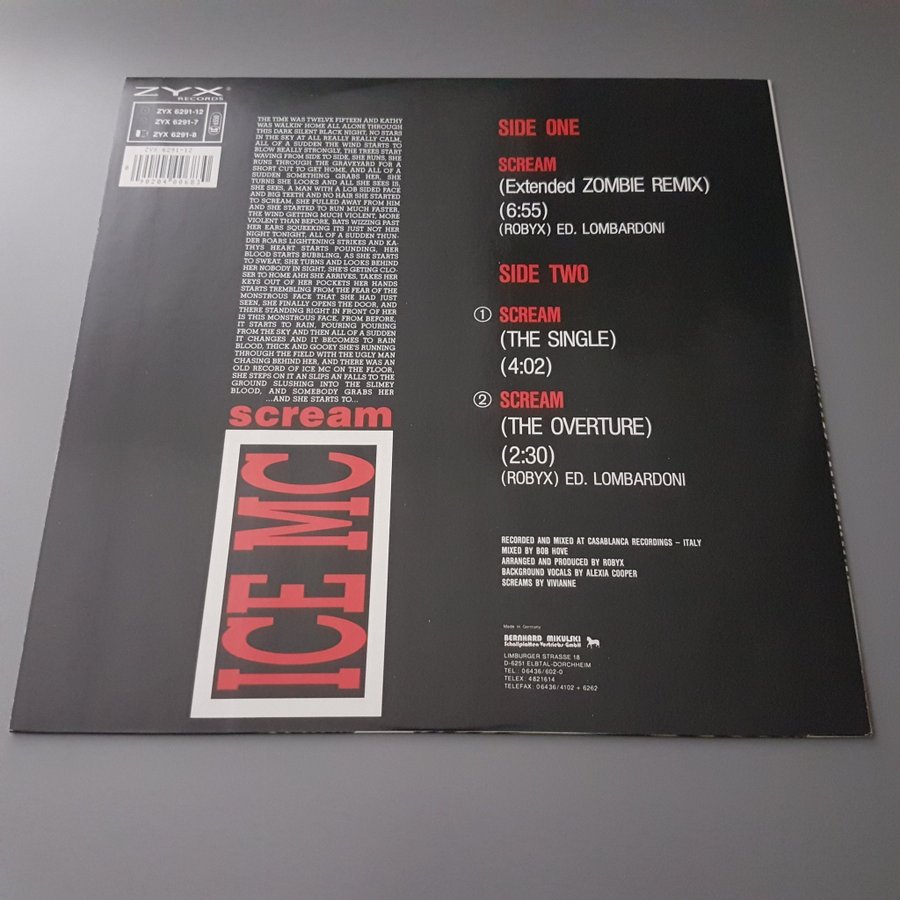 ZYX
RECORDS
ZYX 6291-12
ZYX 6291-7
ZYX 6291-8
ZYX 6291-12
THE TIME WAS TWELVE FIFTEEN AND KATHY
WAS WALKIN' HOME ALL ALONE THROUGH
THIS DARK SILENT BLACK NIGHT, NO STARS
IN THE SKY AT ALL REALLY REALLY CALM,
ALL OF A SUDDEN THE WIND STARTS TO
BLOW REALLY STRONGLY, THE TREES START
WAVING FROM SIDE TO SIDE, SHE RUNS, SHE
RUNS THROUGH THE GRAVEYARD FOR A
SHORT CUT TO GET HOME, AND ALL OF A
SUDDEN SOMETHING GRABS HER, SHE
TURNS SHE LOOKS AND ALL SHE SEES IS,
SHE SEES, A MAN WITH A LOB SIDED FACE
AND BIG TEETH AND NO HAIR SHE STARTED
TO SCREAM, SHE PULLED AWAY FROM HIM
AND SHE STARTED TO RUN MUCH FASTER,
THE WIND GETTING MUCH VIOLENT, MORE
VIOLENT THAN BEFORE, BATS WIZZING PAST
HER EARS SQUEEKING ITS JUST NOT HER
NIGHT TONIGHT, ALL OF A SUDDEN THUN-
DER ROARS LIGHTENING STRIKES AND KA-
THYS HEART STARTS POUNDING, HER
BLOOD STARTS BUBBLING, AS SHE STARTS
TO SWEAT, SHE TURNS AND LOOKS BEHIND
HER NOBODY IN SIGHT, SHE'S GETING CLO-
SER TO HOME AHH SHE ARRIVES, TAKES HER
KEYS OUT OF HER POCKETS HER HANDS
STARTS TREMBLING FROM THE FEAR OF THE
MONSTROUS FACE THAT SHE HAD JUST
SEEN, SHE FINALLY OPENS THE DOOR, AND
THERE STANDING RIGHT IN FRONT OF HER
IS THIS MONSTROUS FACE, FROM BEFORE,
IT STARTS TO RAIN, POURING POURING
FROM THE SKY AND THEN ALL OF A SUDDEN
IT CHANGES AND IT BECOMES TO RAIN
BLOOD, THICK AND GOOEY SHE'S RUNNING
THROUGH THE FIELD WITH THE UGLY MAN
CHASING BEHIND HER, AND THERE WAS AN
OLD RECORD OF ICE MC ON THE FLOOR,
SHE STEPS ON IT AN SLIPS AN FALLS TO THE
GROUND SLUSHING INTO THE SLIMEY
BLOOD, AND SOMEBODY GRABS HER
...AND SHE STARTS TO...
scream
ICE MC
SIDE ONE
SCREAM
(Extended ZOMBIE REMIX)
(6:55)
(ROBYX) ED. LOMBARDONI
SIDE TWO
1 SCREAM
(THE SINGLE)
(4:02)
2 SCREAM
(THE OVERTURE)
(2:30)
(ROBYX) ED. LOMBARDONI
RECORDED AND MIXED AT CASABLANCA RECORDINGS – ITALY
MIXED BY BOB HOVE
ARRANGED AND PRODUCED BY ROBYX
BACKGROUND VOCALS BY ALEXIA COOPER
SCREAMS BY VIVIANNE
Made in Germany
BERNHARD MIKULSKI
Schallplatten-Vertriebs-GmbH
LIMBURGER STRASSE 18
D-6251 ELBTAL-DORCHHEIM
TEL.: 06436/602-0
TELEX: 4821614
TELEFAX: 06436/4102 + 6262